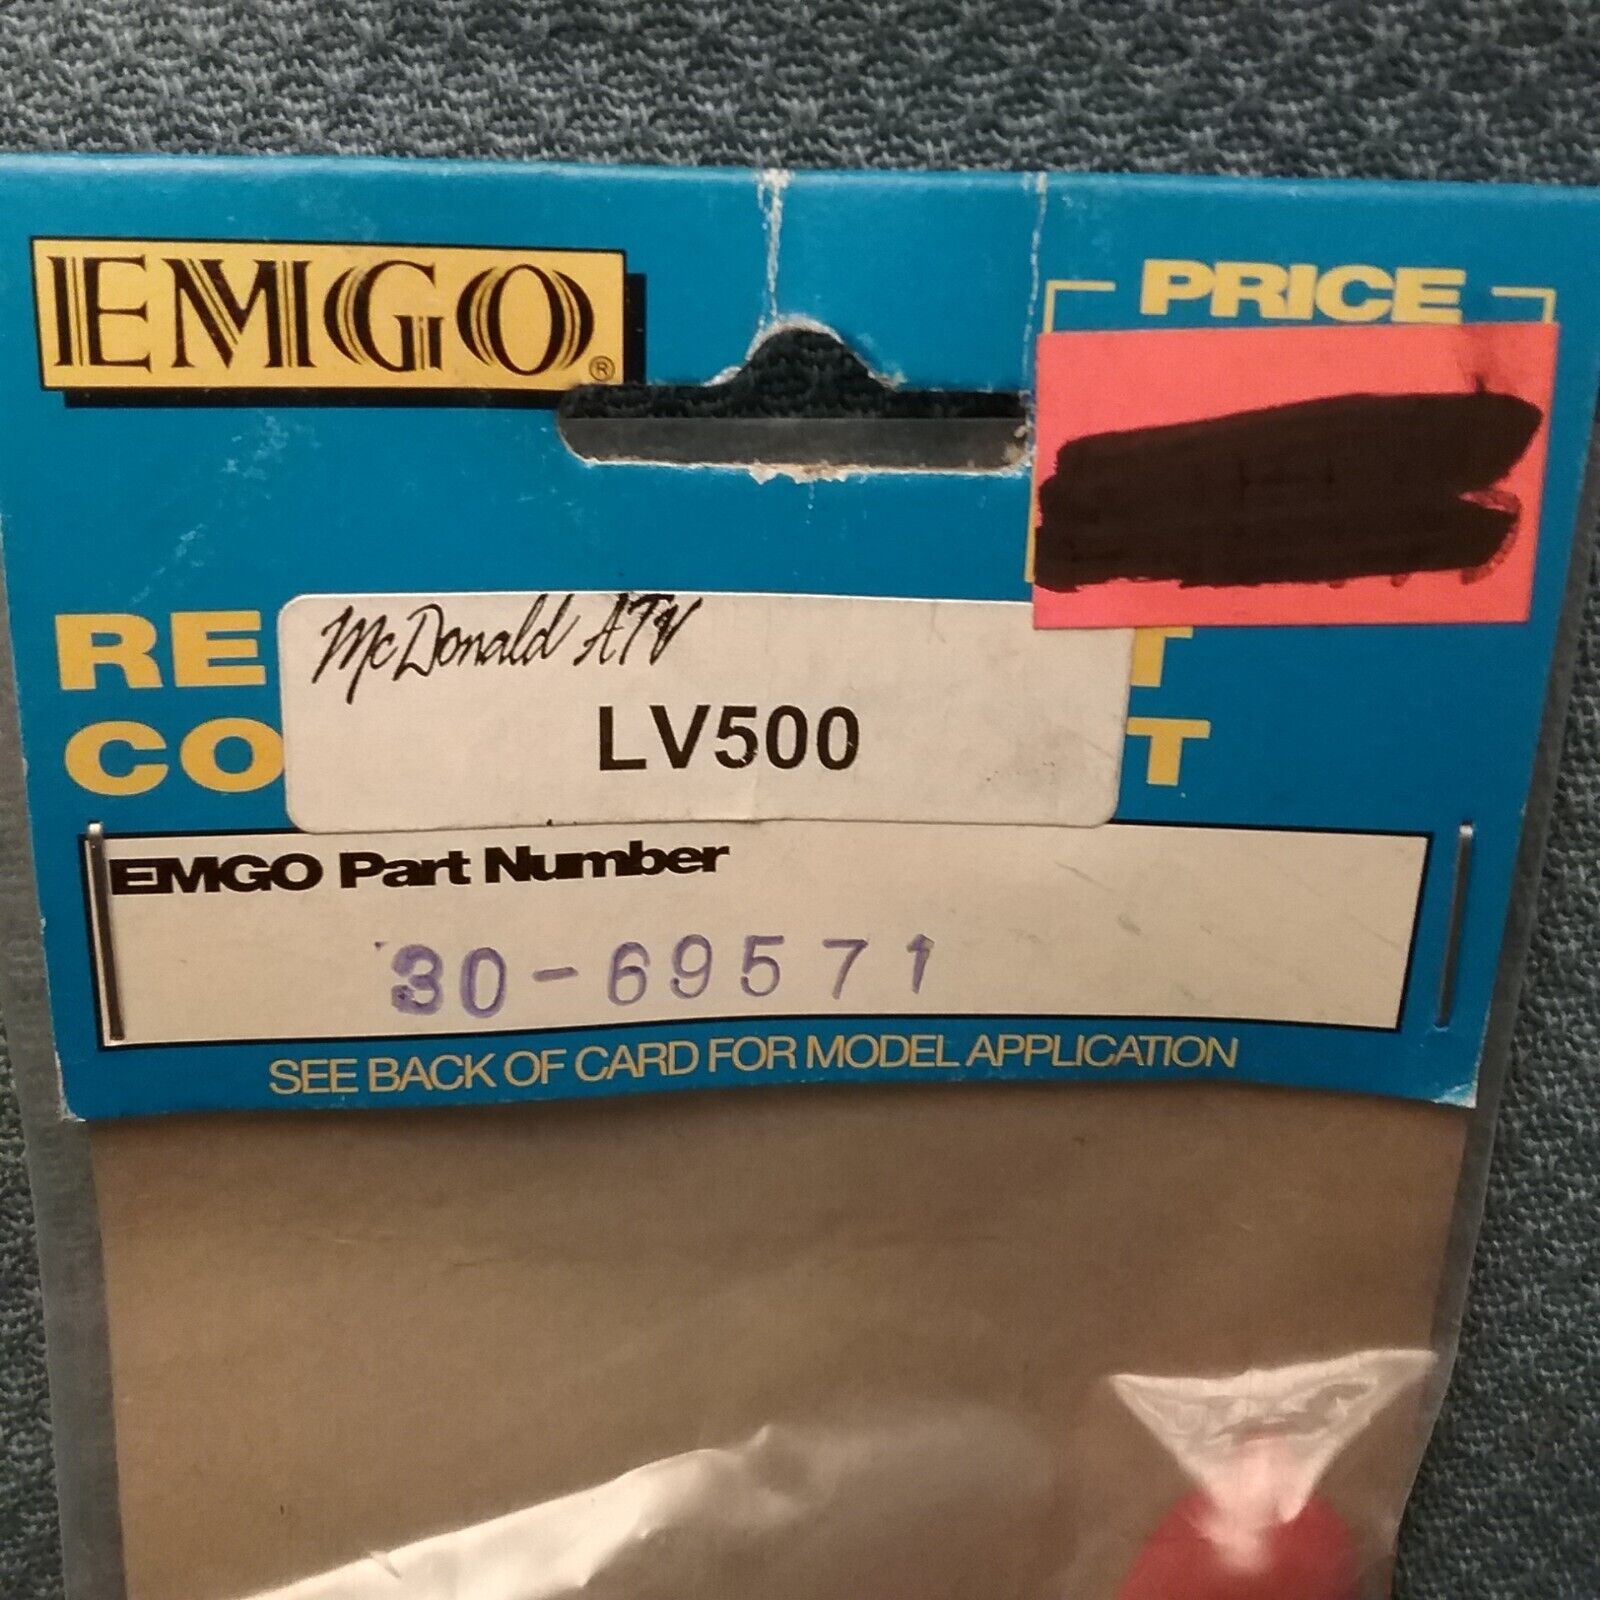 EMGO®
PRICE
McDonald ATV
LV500
RE T
CO T
EMGO Part Number
30-69571
SEE BACK OF CARD FOR MODEL APPLICATION